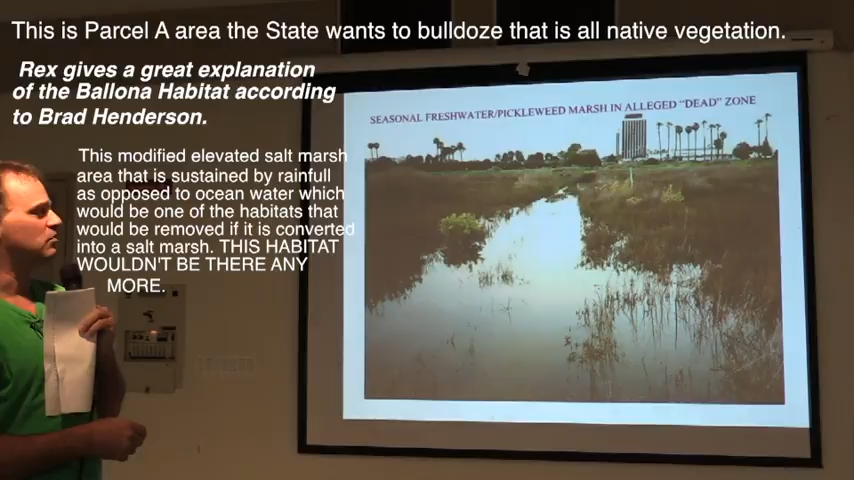 This is Parcel A area the State wants to bulldoze that is all native vegetation.
Rex gives a great explanation
of the Ballona Habitat according
to Brad Henderson.
SEASONAL FRESHWATER/PICKLEWEED MARSH IN ALLEGED “DEAD” ZONE
This modified elevated salt marsh
area that is sustained by rainfall
as opposed to ocean water which
would be one of the habitats that
would be removed if it is converted
into a salt marsh. THIS HABITAT
WOULDN'T BE THERE ANY
MORE.